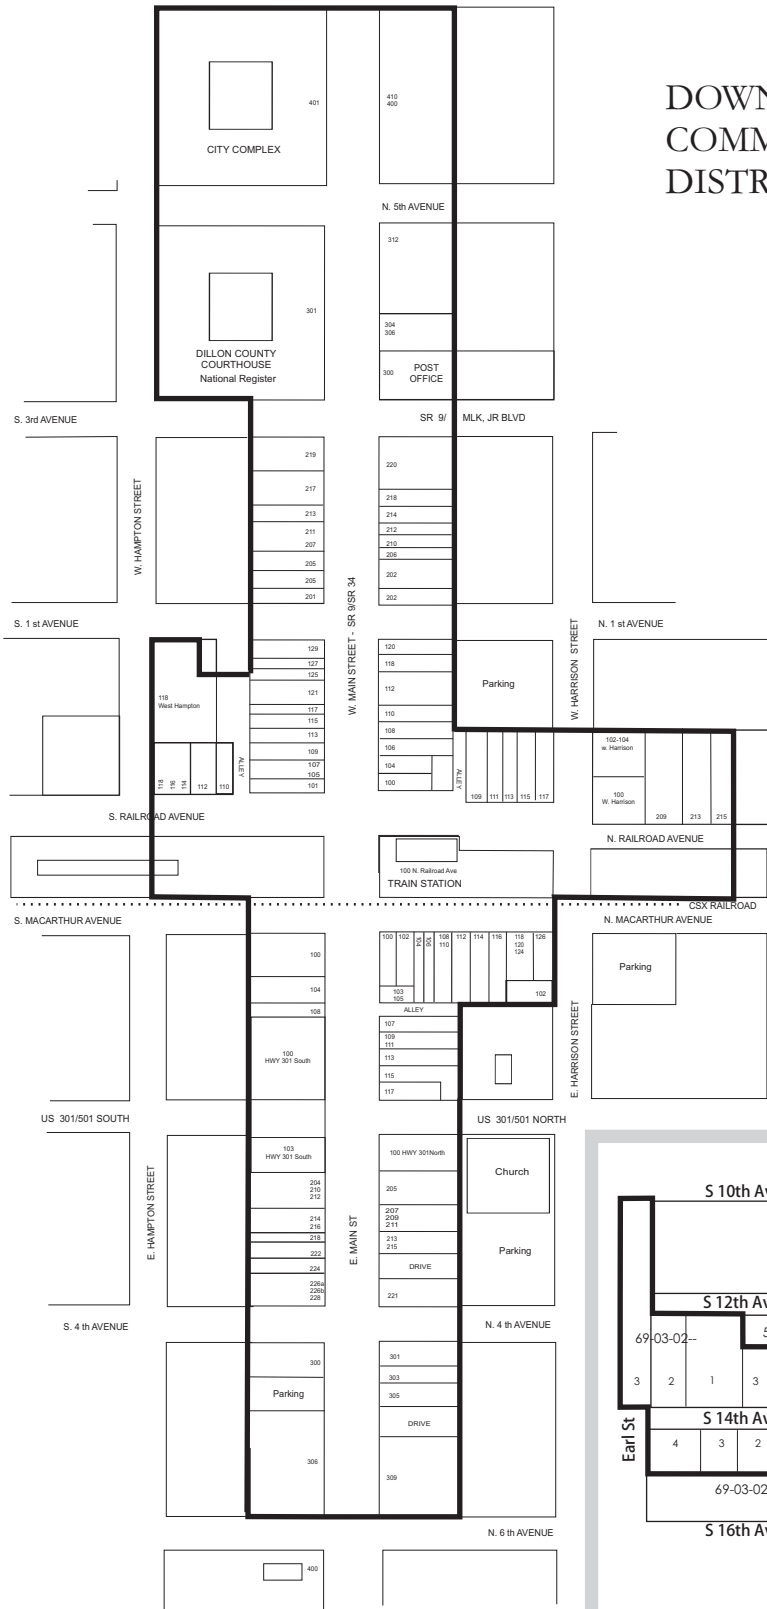 DOWN
COMM
DISTR
401
410
400
CITY COMPLEX
N. 5th AVENUE
312
301
304
306
DILLON COUNTY
COURTHOUSE
National Register
300
POST
OFFICE
S. 3rd AVENUE
SR 9/ MLK, JR BLVD
219
217
213
211
207
205
205
201
220
218
214
212
210
206
202
202
W. HAMPTON STREET
W. MAIN STREET - SR 9/SR 34
W. HARRISON STREET
S. 1 st AVENUE
N. 1 st AVENUE
129
127
125
121
117
115
113
109
107
105
101
120
118
112
110
108
106
104
100
Parking
118
West Hampton
118
116
114
112
110
ALLEY
ALLEY
109
111
113
115
117
102-104
w. Harrison
100
W. Harrison
209
213
215
S. RAILROAD AVENUE
N. RAILROAD AVENUE
100 N. Railroad Ave
TRAIN STATION
CSX RAILROAD
S. MACARTHUR AVENUE
N. MACARTHUR AVENUE
100
104
108
100
HWY 301 South
100
102
104
106
108
110
112
114
116
118
120
124
126
103
105
102
ALLEY
107
109
111
113
115
117
Parking
E. HARRISON STREET
US 301/501 SOUTH
US 301/501 NORTH
103
HWY 301 South
204
210
212
214
216
218
222
224
226a
226b
228
100 HWY 301North
205
207
209
211
213
215
DRIVE
221
Church
Parking
E. HAMPTON STREET
E. MAIN ST
S. 4 th AVENUE
N. 4 th AVENUE
300
Parking
306
301
303
305
DRIVE
309
N. 6 th AVENUE
400
S 10th Av
S 12th Av
69-03-02--
5
3
2
1
3
S 14th Av
Earl St
4
3
2
69-03-02
S 16th Av